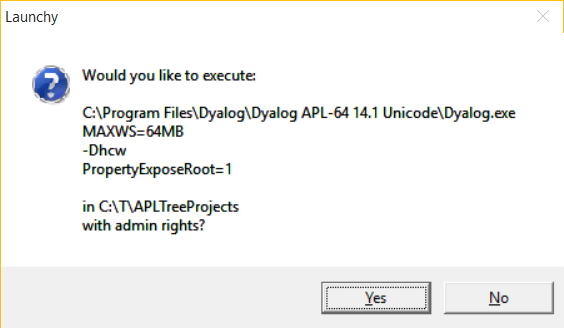 Launchy
Would you like to execute:
C:\Program Files\Dyalog\Dyalog APL-64 14.1 Unicode\Dyalog.exe
MAXWS=64MB
-Dhcw
PropertyExposeRoot=1
in C:\T\APLTreeProjects
with admin rights?
Yes
No